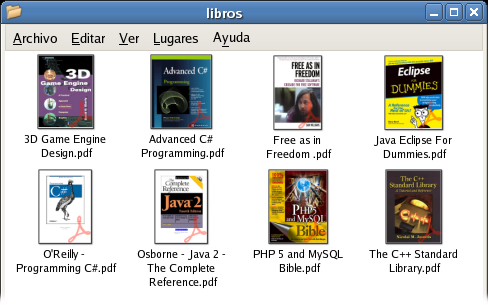 libros
Archivo Editar Ver Lugares Ayuda
3D
Game Engine
Design
Advanced C#
Programming
FREE AS IN
FREEDOM
Eclipse
FOR
DUMMIES
3D Game Engine
Design.pdf
Advanced C#
Programming.pdf
Free as in
Freedom .pdf
Java Eclipse For
Dummies.pdf
C#
Complete
Reference
Java 2
PHP5
and MySQL
Bible
The C++
Standard Library
O'Reilly -
Programming C#.pdf
Osborne - Java 2 -
The Complete
Reference.pdf
PHP 5 and MySQL
Bible.pdf
The C++ Standard
Library.pdf